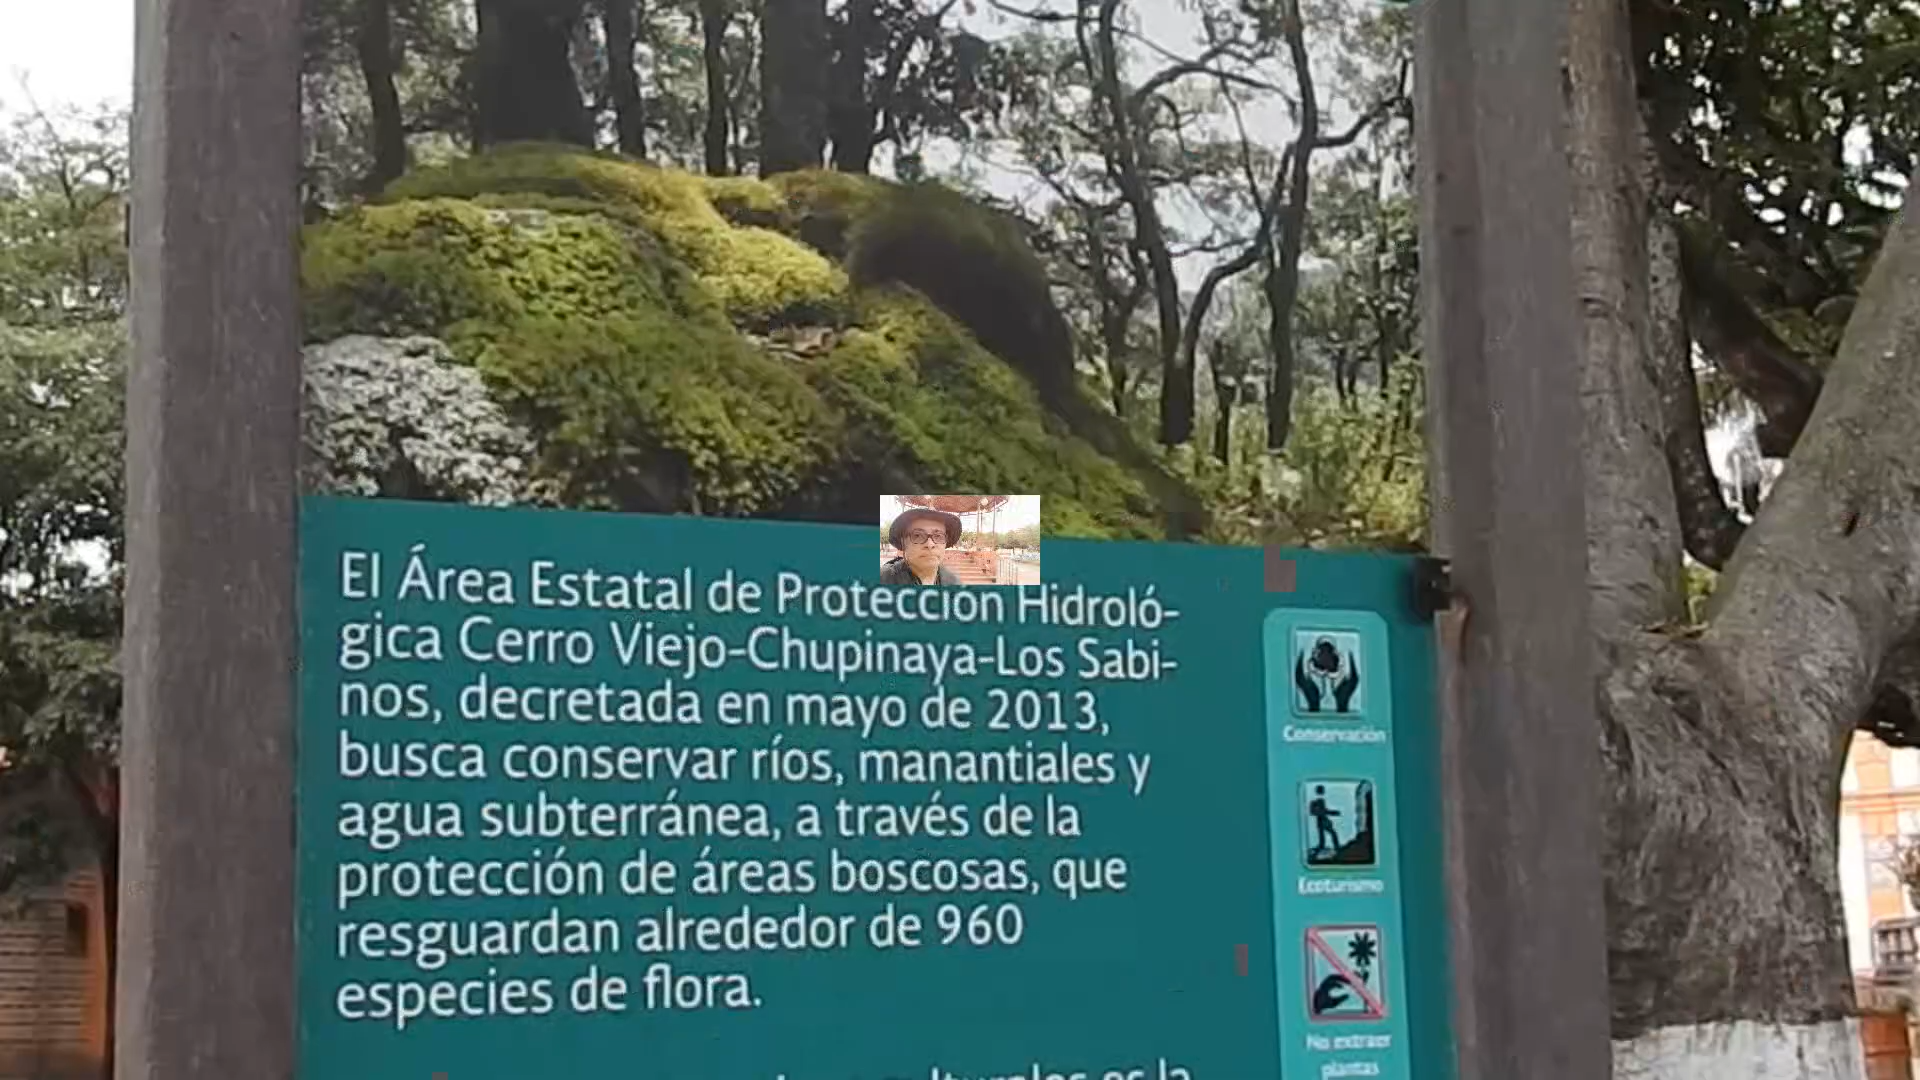 El Área Estatal de Protección Hidroló-
gica Cerro Viejo-Chupinaya-Los Sabi-
nos, decretada en mayo de 2013,
busca conservar ríos, manantiales y
agua subterránea, a través de la
protección de áreas boscosas, que
resguardan alrededor de 960
especies de flora.
es la
Conservación
Ecoturismo
No extraer
plantas